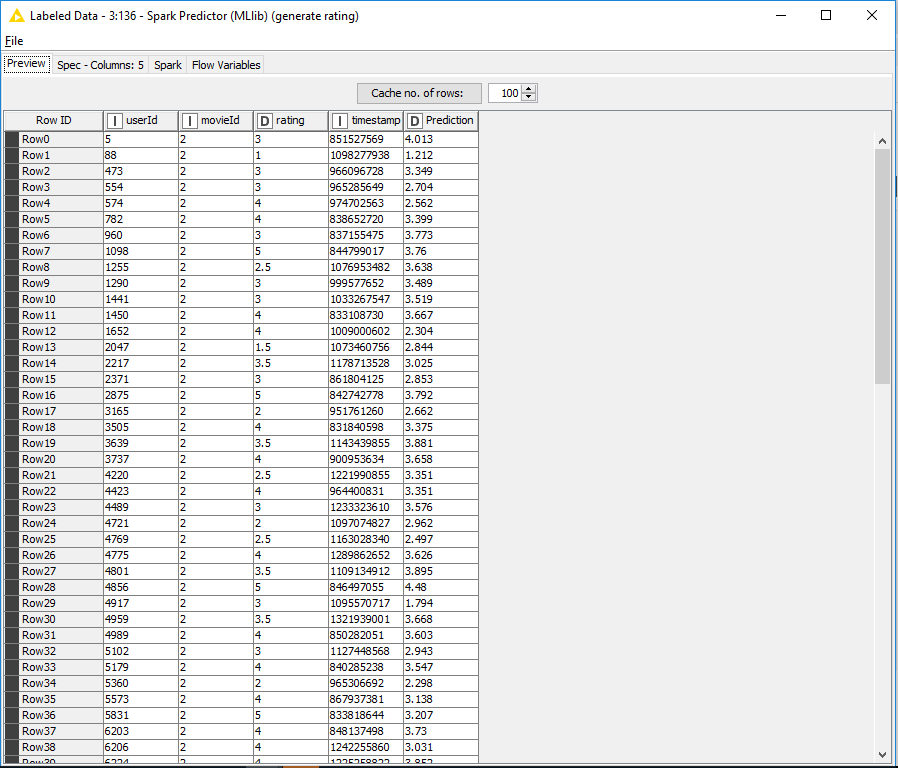 Labeled Data - 3:136 - Spark Predictor (MLlib) (generate rating)
File
Preview Spec - Columns: 5 Spark Flow Variables
Cache no. of rows: 100
Row ID I userId I movieId D rating I timestamp D Prediction
Row0 5 2 3 851527569 4.013
Row1 88 2 1 1098277938 1.212
Row2 473 2 3 966096728 3.349
Row3 554 2 3 965285649 2.704
Row4 574 2 4 974702563 2.562
Row5 782 2 4 838652720 3.399
Row6 960 2 3 837155475 3.773
Row7 1098 2 5 844799017 3.76
Row8 1255 2 2.5 1076953482 3.638
Row9 1290 2 3 999577652 3.489
Row10 1441 2 3 1033267547 3.519
Row11 1450 2 4 833108730 3.667
Row12 1652 2 4 1009000602 2.304
Row13 2047 2 1.5 1073460756 2.844
Row14 2217 2 3.5 1178713528 3.025
Row15 2371 2 3 861804125 2.853
Row16 2875 2 5 842742778 3.792
Row17 3165 2 2 951761260 2.662
Row18 3505 2 4 831840598 3.375
Row19 3639 2 3.5 1143439855 3.881
Row20 3737 2 4 900953634 3.658
Row21 4220 2 2.5 1221990855 3.351
Row22 4423 2 4 964400831 3.351
Row23 4489 2 3 1233323610 3.576
Row24 4721 2 2 1097074827 2.962
Row25 4769 2 2.5 1163028340 2.497
Row26 4775 2 4 1289862652 3.626
Row27 4801 2 3.5 1109134912 3.895
Row28 4856 2 5 846497055 4.48
Row29 4917 2 3 1095570717 1.794
Row30 4959 2 3.5 1321939001 3.668
Row31 4989 2 4 850282051 3.603
Row32 5102 2 3 1127448568 2.943
Row33 5179 2 4 840285238 3.547
Row34 5360 2 2 965306692 2.298
Row35 5573 2 4 867937381 3.138
Row36 5831 2 5 833818644 3.207
Row37 6203 2 4 848137498 3.73
Row38 6206 2 4 1242255860 3.031
Row39 6224 2 4